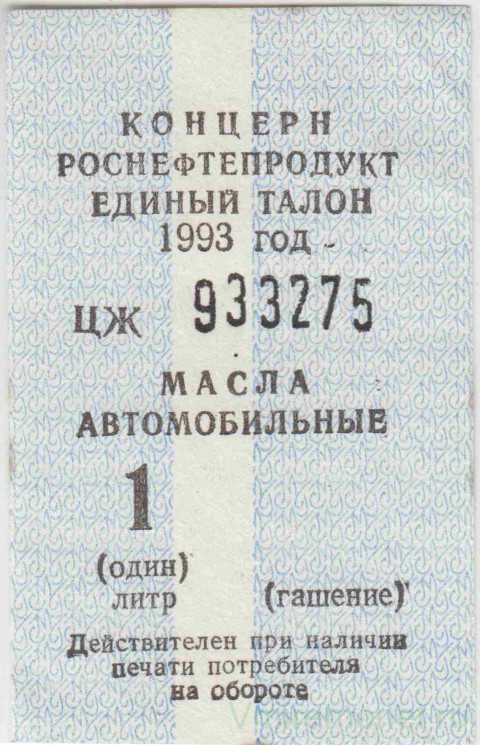 КОНЦЕРН
РОСНЕФТЕПРОДУКТ
ЕДИНЫЙ ТАЛОН
1993 ГОД
ЦЖ 933275
МАСЛА
АВТОМОБИЛЬНЫЕ
1
(один)
литр (гашение)
Действителен при наличии
печати потребителя
на обороте